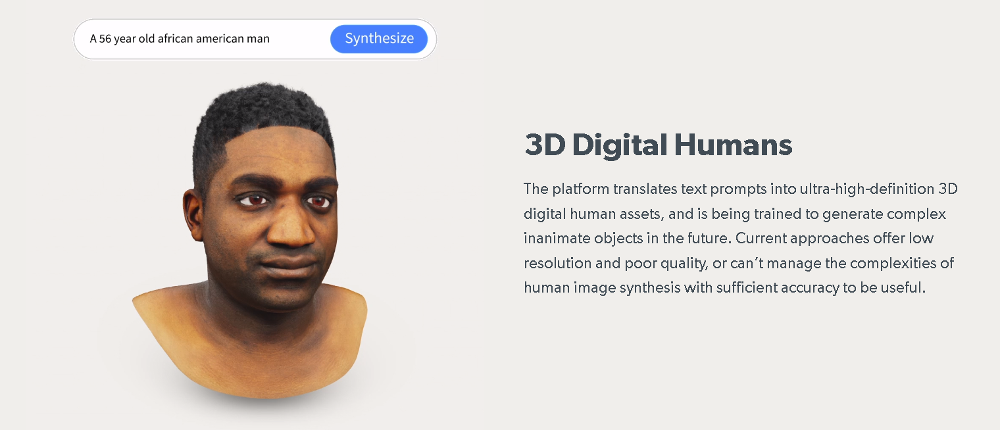 A 56 year old african american man
Synthesize
3D Digital Humans
The platform translates text prompts into ultra-high-definition 3D
digital human assets, and is being trained to generate complex
inanimate objects in the future. Current approaches offer low
resolution and poor quality, or can’t manage the complexities of
human image synthesis with sufficient accuracy to be useful.